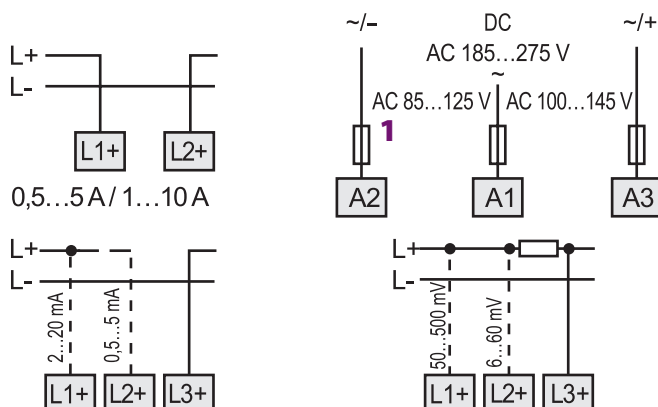 ~/– DC ~/+
AC 185...275 V
~
AC 85...125 V AC 100...145 V
1
A2 A1 A3
L+
L-
L1+ L2+
0,5...5 A / 1...10 A
L+
L-
2...20 mA
0,5...5 mA
L1+ L2+ L3+
L+
L-
50...500 mV
6...60 mV
L1+ L2+ L3+